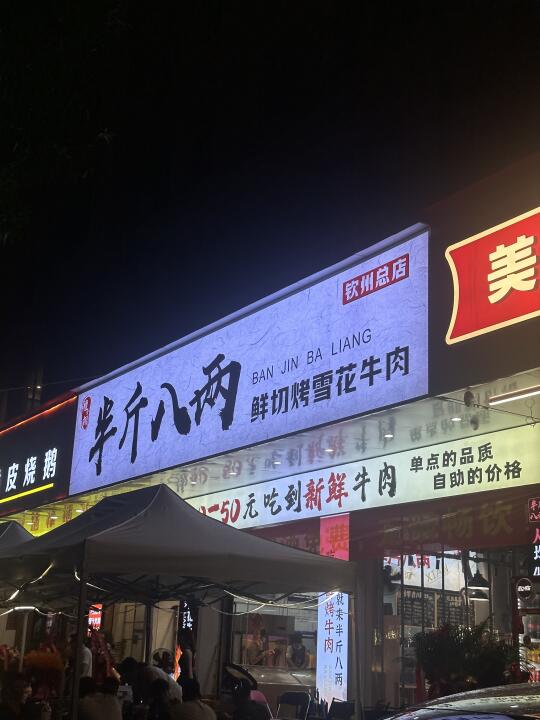 钦州总店
半斤八两
BAN JIN BA LIANG
鲜切烤雪花牛肉
美
皮烧鹅
50元吃到新鲜牛肉
单点的品质
自助的价格
就来半斤八两
烤牛肉